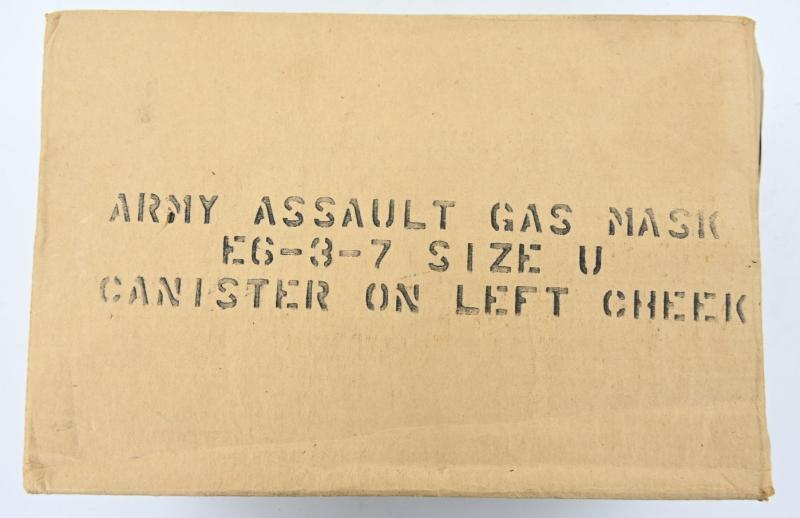 ARMY ASSAULT GAS MASK
E6-3-7 SIZE U
CANISTER ON LEFT CHEEK